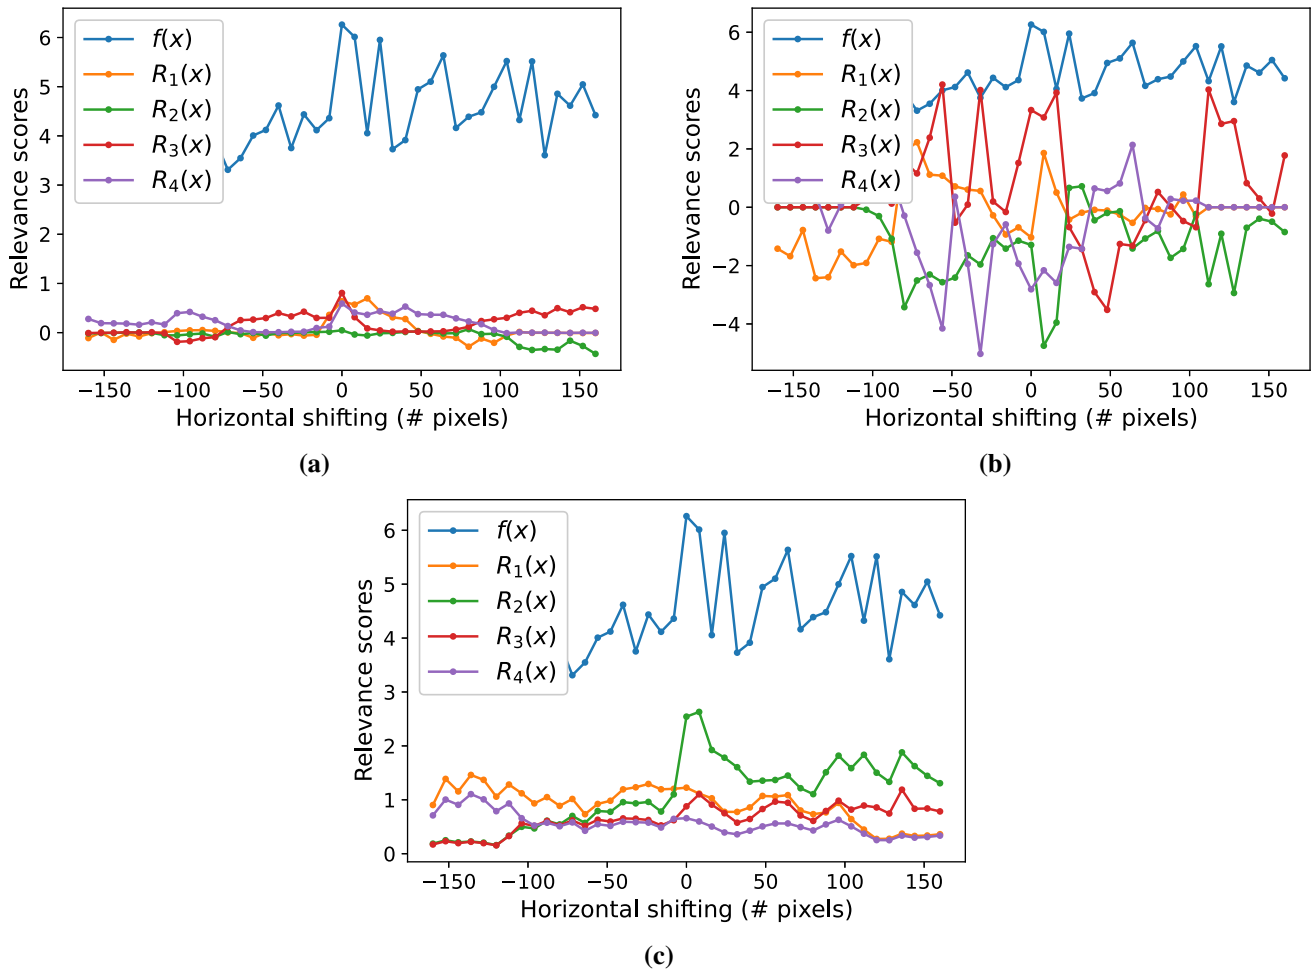 f(x)
R₁(x)
R₂(x)
R₃(x)
R₄(x)
Relevance scores
6
5
4
3
2
1
0
−150 −100 −50 0 50 100 150
Horizontal shifting (# pixels)
(a)
f(x)
R₁(x)
R₂(x)
R₃(x)
R₄(x)
Relevance scores
6
4
2
0
−2
−4
−150 −100 −50 0 50 100 150
Horizontal shifting (# pixels)
(b)
f(x)
R₁(x)
R₂(x)
R₃(x)
R₄(x)
Relevance scores
6
5
4
3
2
1
0
−150 −100 −50 0 50 100 150
Horizontal shifting (# pixels)
(c)